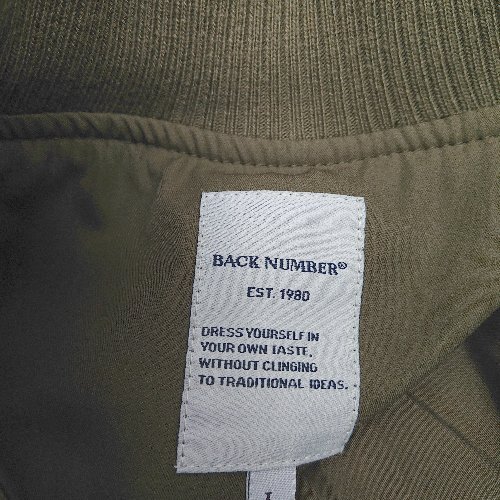 BACK NUMBER®
EST. 1980
DRESS YOURSELF IN
YOUR OWN TASTE,
WITHOUT CLINGING
TO TRADITIONAL IDEAS.